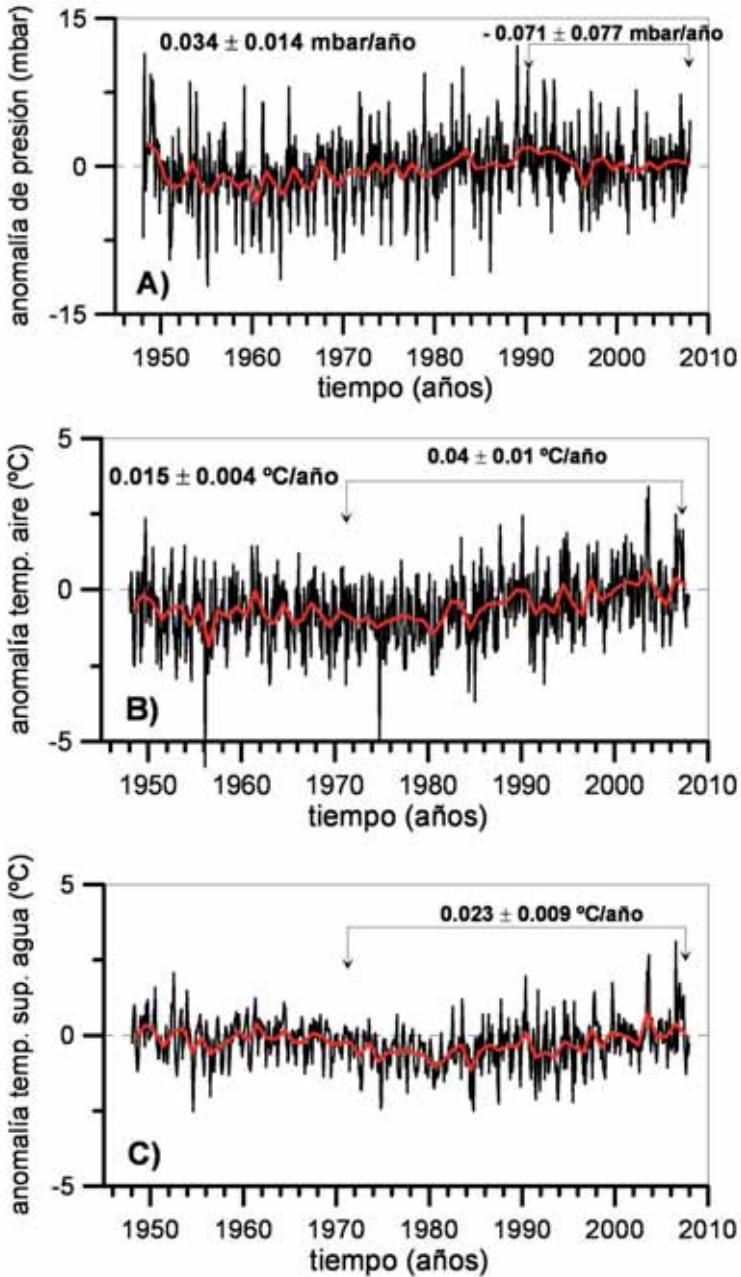 anomalía de presión (mbar)
15
0
-15
0.034 ± 0.014 mbar/año
- 0.071 ± 0.077 mbar/año
A)
1950 1960 1970 1980 1990 2000 2010
tiempo (años)
anomalía temp. aire (ºC)
5
0
-5
0.015 ± 0.004 ºC/año
0.04 ± 0.01 ºC/año
B)
1950 1960 1970 1980 1990 2000 2010
tiempo (años)
anomalía temp. sup. agua (ºC)
5
0
-5
0.023 ± 0.009 ºC/año
C)
1950 1960 1970 1980 1990 2000 2010
tiempo (años)